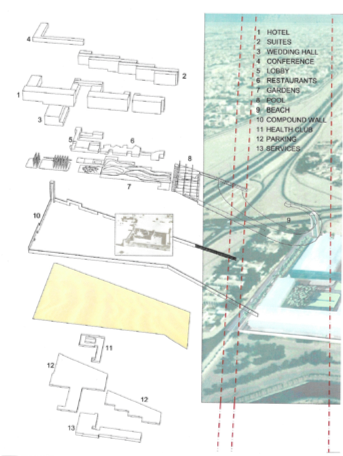 1 HOTEL
2 SUITES
3 WEDDING HALL
4 CONFERENCE
5 LOBBY
6 RESTAURANTS
7 GARDENS
8 POOL
9 BEACH
10 COMPOUND WALL
11 HEALTH CLUB
12 PARKING
13 SERVICES
4
2
1
3
5
6
8
7
10
9
11
12
12
13